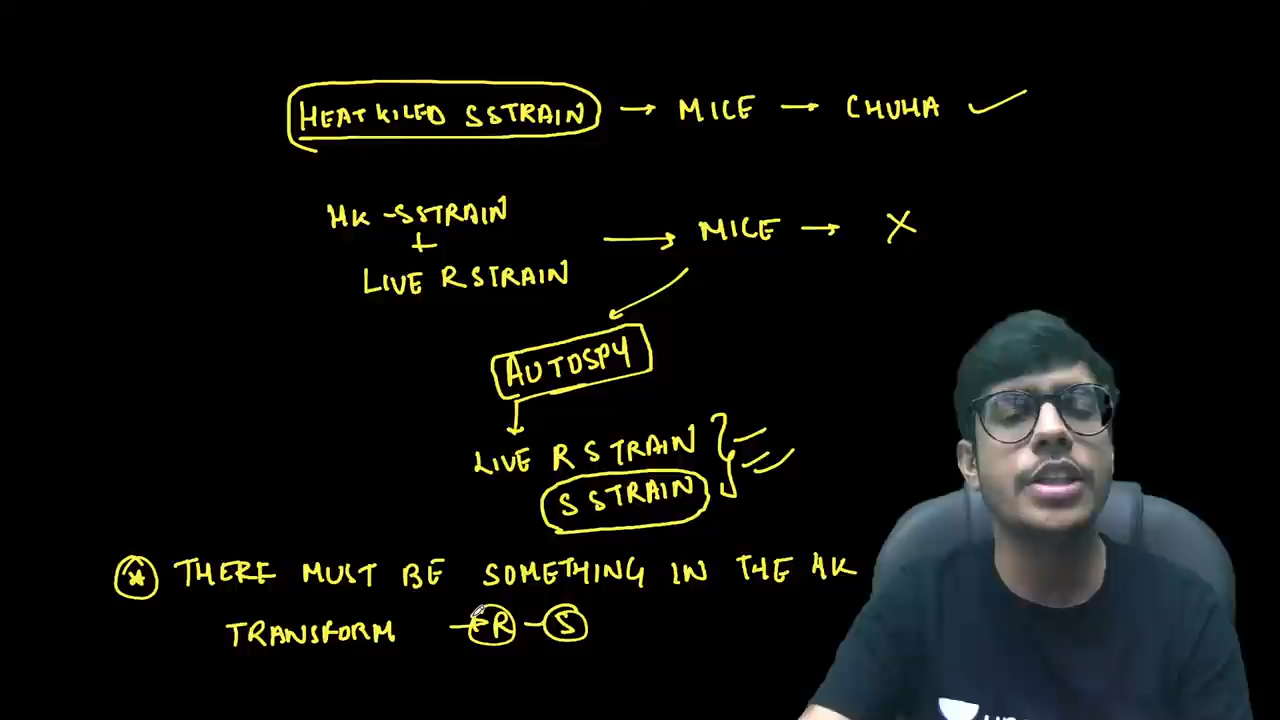 HEAT KILED S STRAIN → MICE → CHUHA ✓
HK - S STRAIN
+
LIVE R STRAIN → MICE → X
AUTOSPY
LIVE R STRAIN
S STRAIN
* THERE MUST BE SOMETHING IN THE HK
TRANSFORM R - S